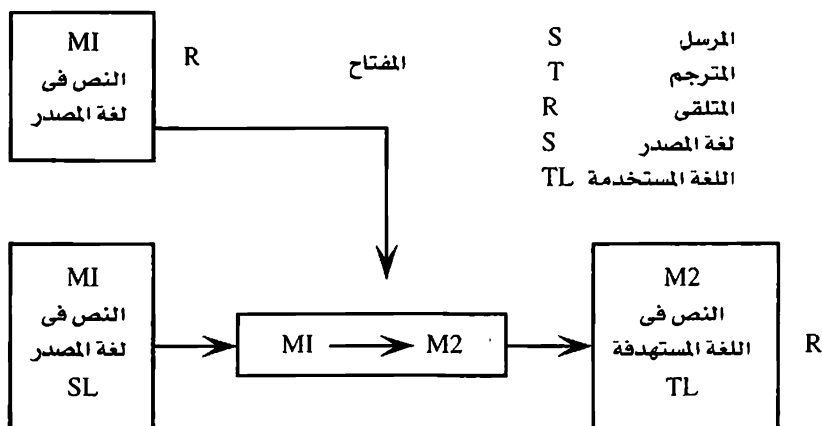 MI
النص فى
لغة المصدر
R
المفتاح
المرسل S
المترجم T
المتلقى R
لغة المصدر S
اللغة المستخدمة TL
MI
النص فى
لغة المصدر
SL
MI M2
M2
النص فى
اللغة المستهدفة
TL
R